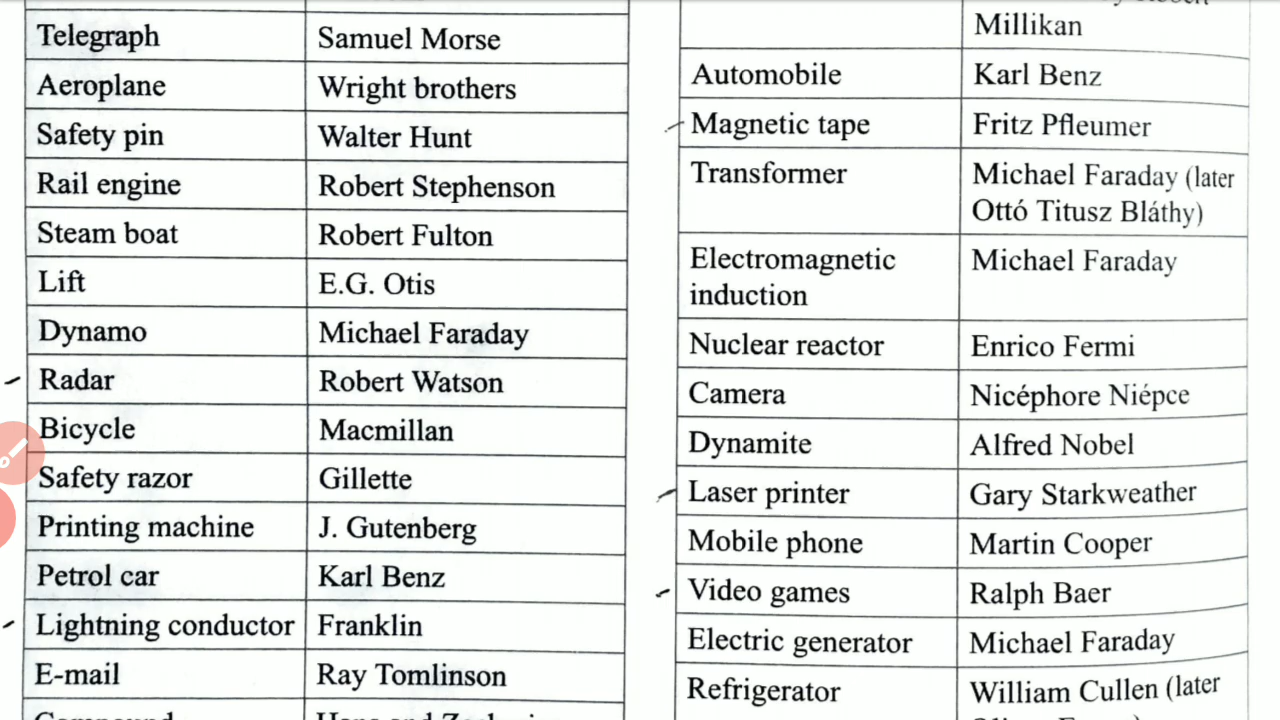 Telegraph Samuel Morse
Aeroplane Wright brothers
Safety pin Walter Hunt
Rail engine Robert Stephenson
Steam boat Robert Fulton
Lift E.G. Otis
Dynamo Michael Faraday
Radar Robert Watson
Bicycle Macmillan
Safety razor Gillette
Printing machine J. Gutenberg
Petrol car Karl Benz
Lightning conductor Franklin
E-mail Ray Tomlinson
Millikan
Automobile Karl Benz
Magnetic tape Fritz Pfleumer
Transformer Michael Faraday (later
Ottó Titusz Bláthy)
Electromagnetic Michael Faraday
induction
Nuclear reactor Enrico Fermi
Camera Nicéphore Niépce
Dynamite Alfred Nobel
Laser printer Gary Starkweather
Mobile phone Martin Cooper
Video games Ralph Baer
Electric generator Michael Faraday
Refrigerator William Cullen (later